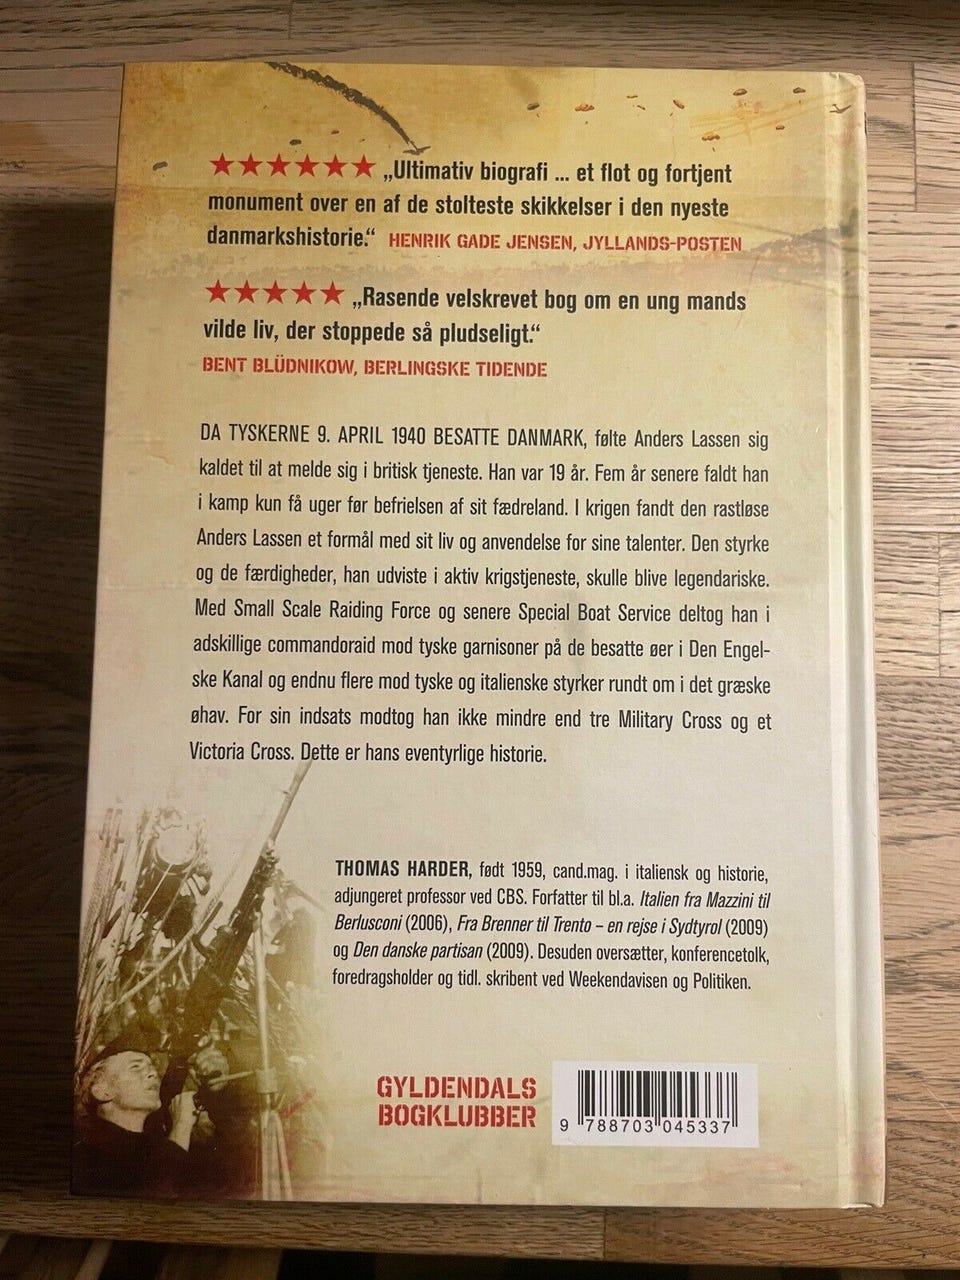 ★★★★★★ „Ultimativ biografi ... et flot og fortjent
monument over en af de stolteste skikkelser i den nyeste
danmarkshistorie.“ HENRIK GADE JENSEN, JYLLANDS-POSTEN
★★★★★ „Rasende velskrevet bog om en ung mands
vilde liv, der stoppede så pludseligt.“
BENT BLÜDNIKOW, BERLINGSKE TIDENDE
DA TYSKERNE 9. APRIL 1940 BESATTE DANMARK, følte Anders Lassen sig
kaldet til at melde sig i britisk tjeneste. Han var 19 år. Fem år senere faldt han
i kamp kun få uger før befrielsen af sit fædreland. I krigen fandt den rastløse
Anders Lassen et formål med sit liv og anvendelse for sine talenter. Den styrke
og de færdigheder, han udviste i aktiv krigstjeneste, skulle blive legendariske.
Med Small Scale Raiding Force og senere Special Boat Service deltog han i
adskillige commandoraid mod tyske garnisoner på de besatte øer i Den Engel-
ske Kanal og endnu flere mod tyske og italienske styrker rundt om i det græske
øhav. For sin indsats modtog han ikke mindre end tre Military Cross og et
Victoria Cross. Dette er hans eventyrlige historie.
THOMAS HARDER, født 1959, cand.mag. i italiensk og historie,
adjungeret professor ved CBS. Forfatter til bl.a. Italien fra Mazzini til
Berlusconi (2006), Fra Brenner til Trento – en rejse i Sydtyrol (2009)
og Den danske partisan (2009). Desuden oversætter, konferencetolk,
foredragsholder og tidl. skribent ved Weekendavisen og Politiken.
GYLDENDALS
BOGKLUBBER
9 788703 045337